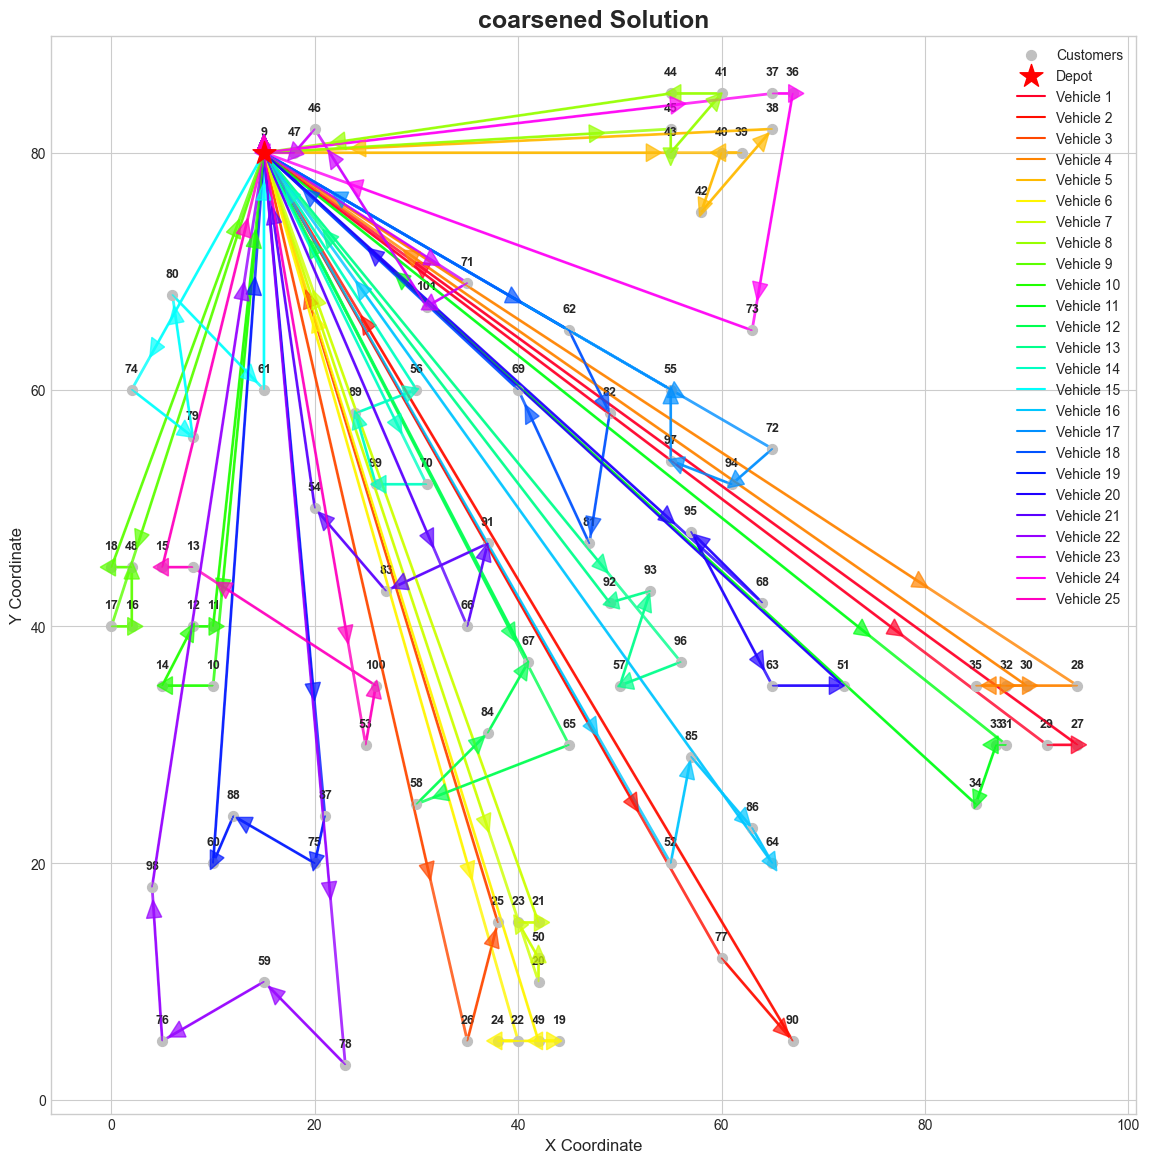 coarsened Solution
Customers
Depot
Vehicle 1
Vehicle 2
Vehicle 3
Vehicle 4
Vehicle 5
Vehicle 6
Vehicle 7
Vehicle 8
Vehicle 9
Vehicle 10
Vehicle 11
Vehicle 12
Vehicle 13
Vehicle 14
Vehicle 15
Vehicle 16
Vehicle 17
Vehicle 18
Vehicle 19
Vehicle 20
Vehicle 21
Vehicle 22
Vehicle 23
Vehicle 24
Vehicle 25
44 41 37 36
46 45 38
9 47 43 40 39
42
80 71
101
62 73
74 61 56 69 55
89 82
79 97 72
99 70 94
54
91 81 95
18 48 15 13 83 92 93 68
17 16 12 11 66
67 96
14 10 100 57 63 51 35 32 30 28
53 84 65 33 31 29 27
85
88 87 58 86 34
60 75 52 64
98
25 23 21
50 77
59 20
76 78 26 24 22 49 19 90
80
60
40
20
0
Y Coordinate
0 20 40 60 80 100
X Coordinate